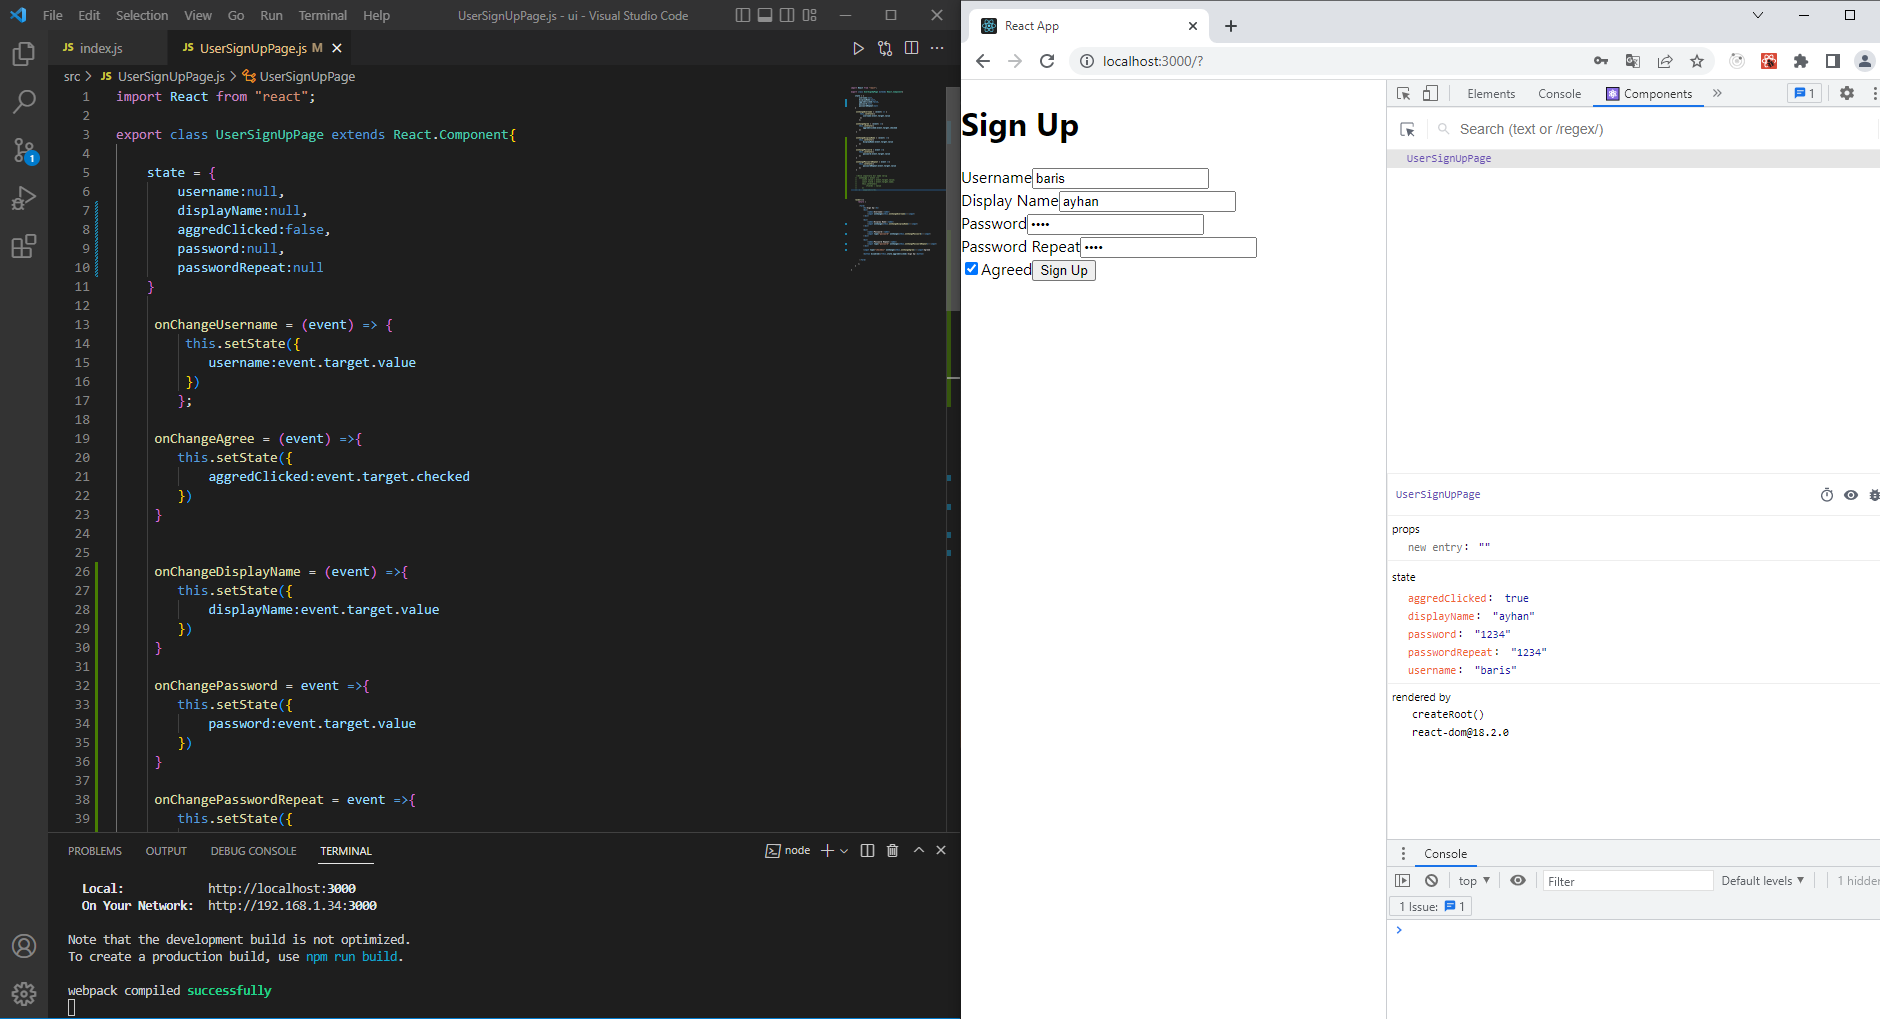 File Edit Selection View Go Run Terminal Help UserSignUpPage.js - ui - Visual Studio Code
JS index.js JS UserSignUpPage.js M
src > JS UserSignUpPage.js > UserSignUpPage
1 import React from "react";
2
3 export class UserSignUpPage extends React.Component{
4
5 state = {
6 username:null,
7 displayName:null,
8 aggredClicked:false,
9 password:null,
10 passwordRepeat:null
11 }
12
13 onChangeUsername = (event) => {
14 this.setState({
15 username:event.target.value
16 })
17 };
18
19 onChangeAgree = (event) =>{
20 this.setState({
21 aggredClicked:event.target.checked
22 })
23 }
24
25
26 onChangeDisplayName = (event) =>{
27 this.setState({
28 displayName:event.target.value
29 })
30 }
31
32 onChangePassword = event =>{
33 this.setState({
34 password:event.target.value
35 })
36 }
37
38 onChangePasswordRepeat = event =>{
39 this.setState({
1
PROBLEMS OUTPUT DEBUG CONSOLE TERMINAL node
Local: http://localhost:3000
On Your Network: http://192.168.1.34:3000
Note that the development build is not optimized.
To create a production build, use npm run build.
webpack compiled successfully
React App
localhost:3000/?
Sign Up
Username baris
Display Name ayhan
Password ••••
Password Repeat ••••
Agreed Sign Up
Elements Console Components » 1
Search (text or /regex/)
UserSignUpPage
UserSignUpPage
props
new entry: ""
state
aggredClicked: true
displayName: "ayhan"
password: "1234"
passwordRepeat: "1234"
username: "baris"
rendered by
createRoot()
react-dom@18.2.0
Console
top Filter Default levels 1 hidden
1 Issue: 1